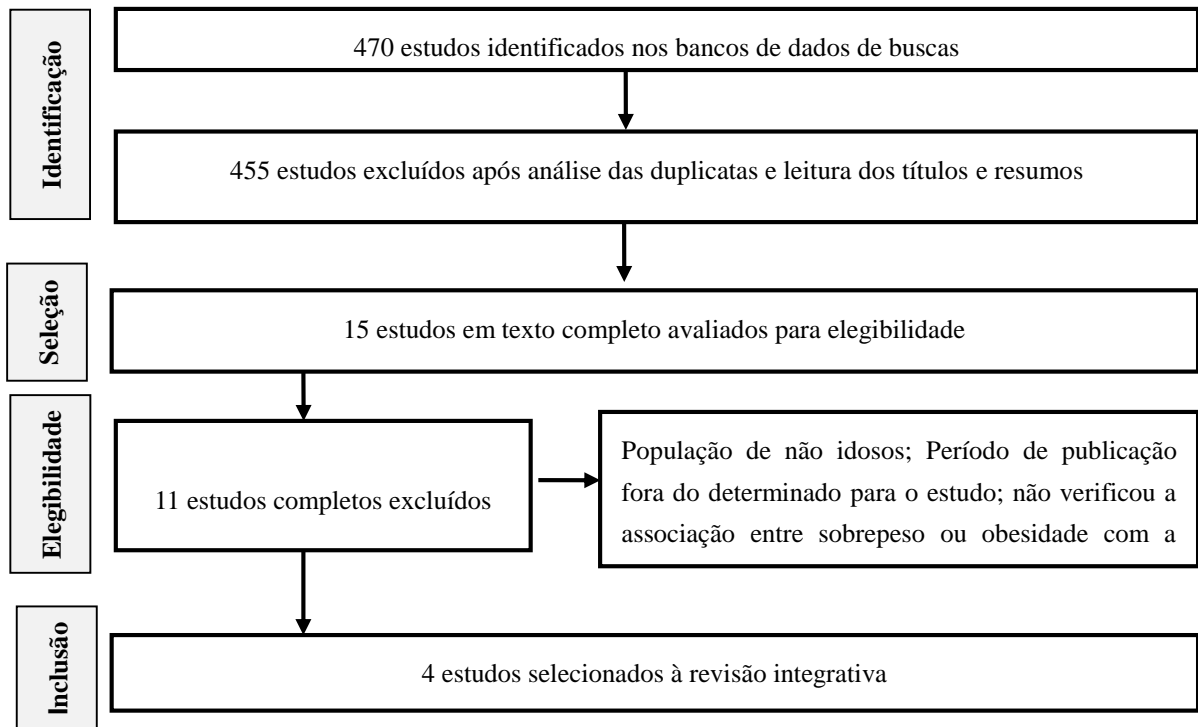 Identificação
470 estudos identificados nos bancos de dados de buscas
455 estudos excluídos após análise das duplicatas e leitura dos títulos e resumos
Seleção
15 estudos em texto completo avaliados para elegibilidade
Elegibilidade
11 estudos completos excluídos
População de não idosos; Período de publicação
fora do determinado para o estudo; não verificou a
associação entre sobrepeso ou obesidade com a
Inclusão
4 estudos selecionados à revisão integrativa